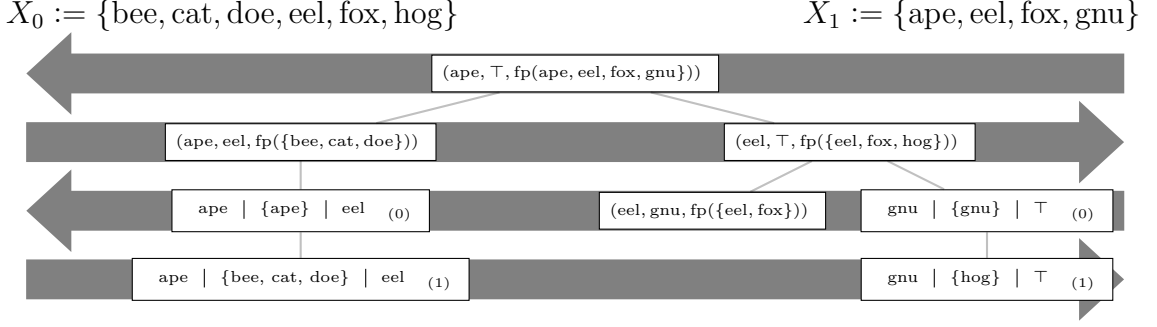 X₀ := {bee, cat, doe, eel, fox, hog} X₁ := {ape, eel, fox, gnu}
(ape, ⊤, fp(ape, eel, fox, gnu}))
(ape, eel, fp({bee, cat, doe})) (eel, ⊤, fp({eel, fox, hog}))
ape | {ape} | eel (0) (eel, gnu, fp({eel, fox})) gnu | {gnu} | ⊤ (0)
ape | {bee, cat, doe} | eel (1) gnu | {hog} | ⊤ (1)